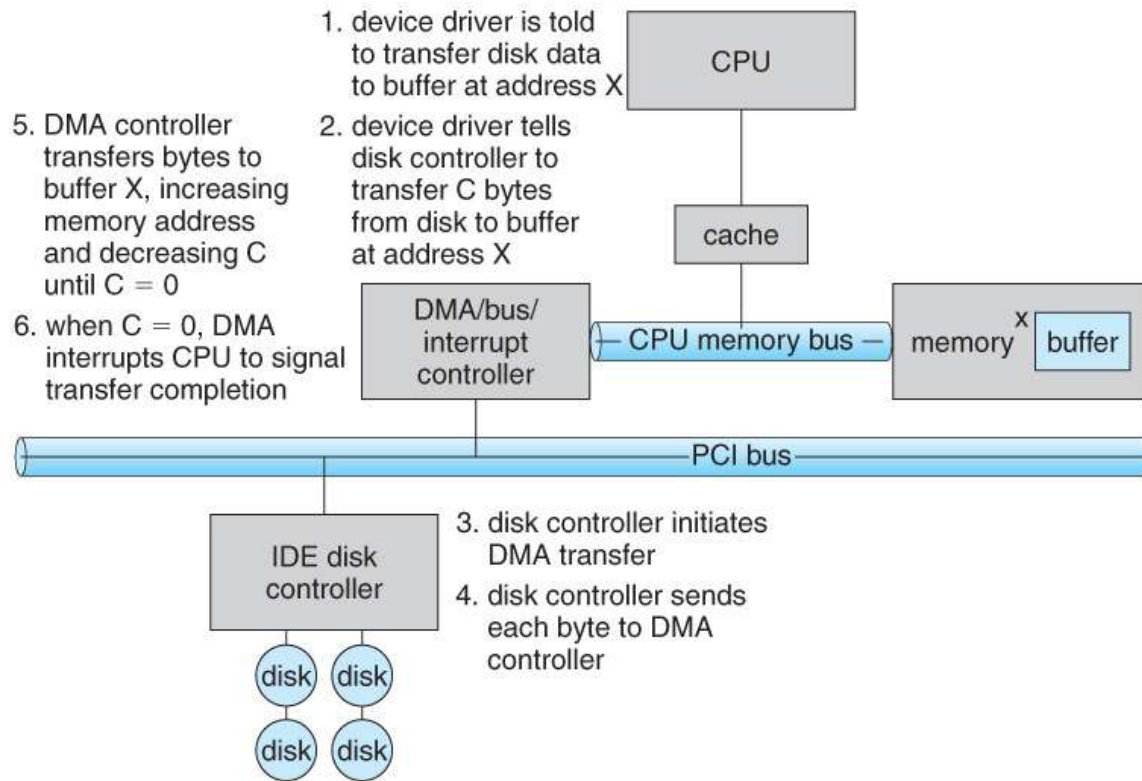 1. device driver is told
to transfer disk data
to buffer at address X
CPU
5. DMA controller
transfers bytes to
buffer X, increasing
memory address
and decreasing C
until C = 0
2. device driver tells
disk controller to
transfer C bytes
from disk to buffer
at address X
cache
6. when C = 0, DMA
interrupts CPU to signal
transfer completion
DMA/bus/
interrupt
controller
CPU memory bus
memory
x
buffer
PCI bus
IDE disk
controller
3. disk controller initiates
DMA transfer
4. disk controller sends
each byte to DMA
controller
disk
disk
disk
disk